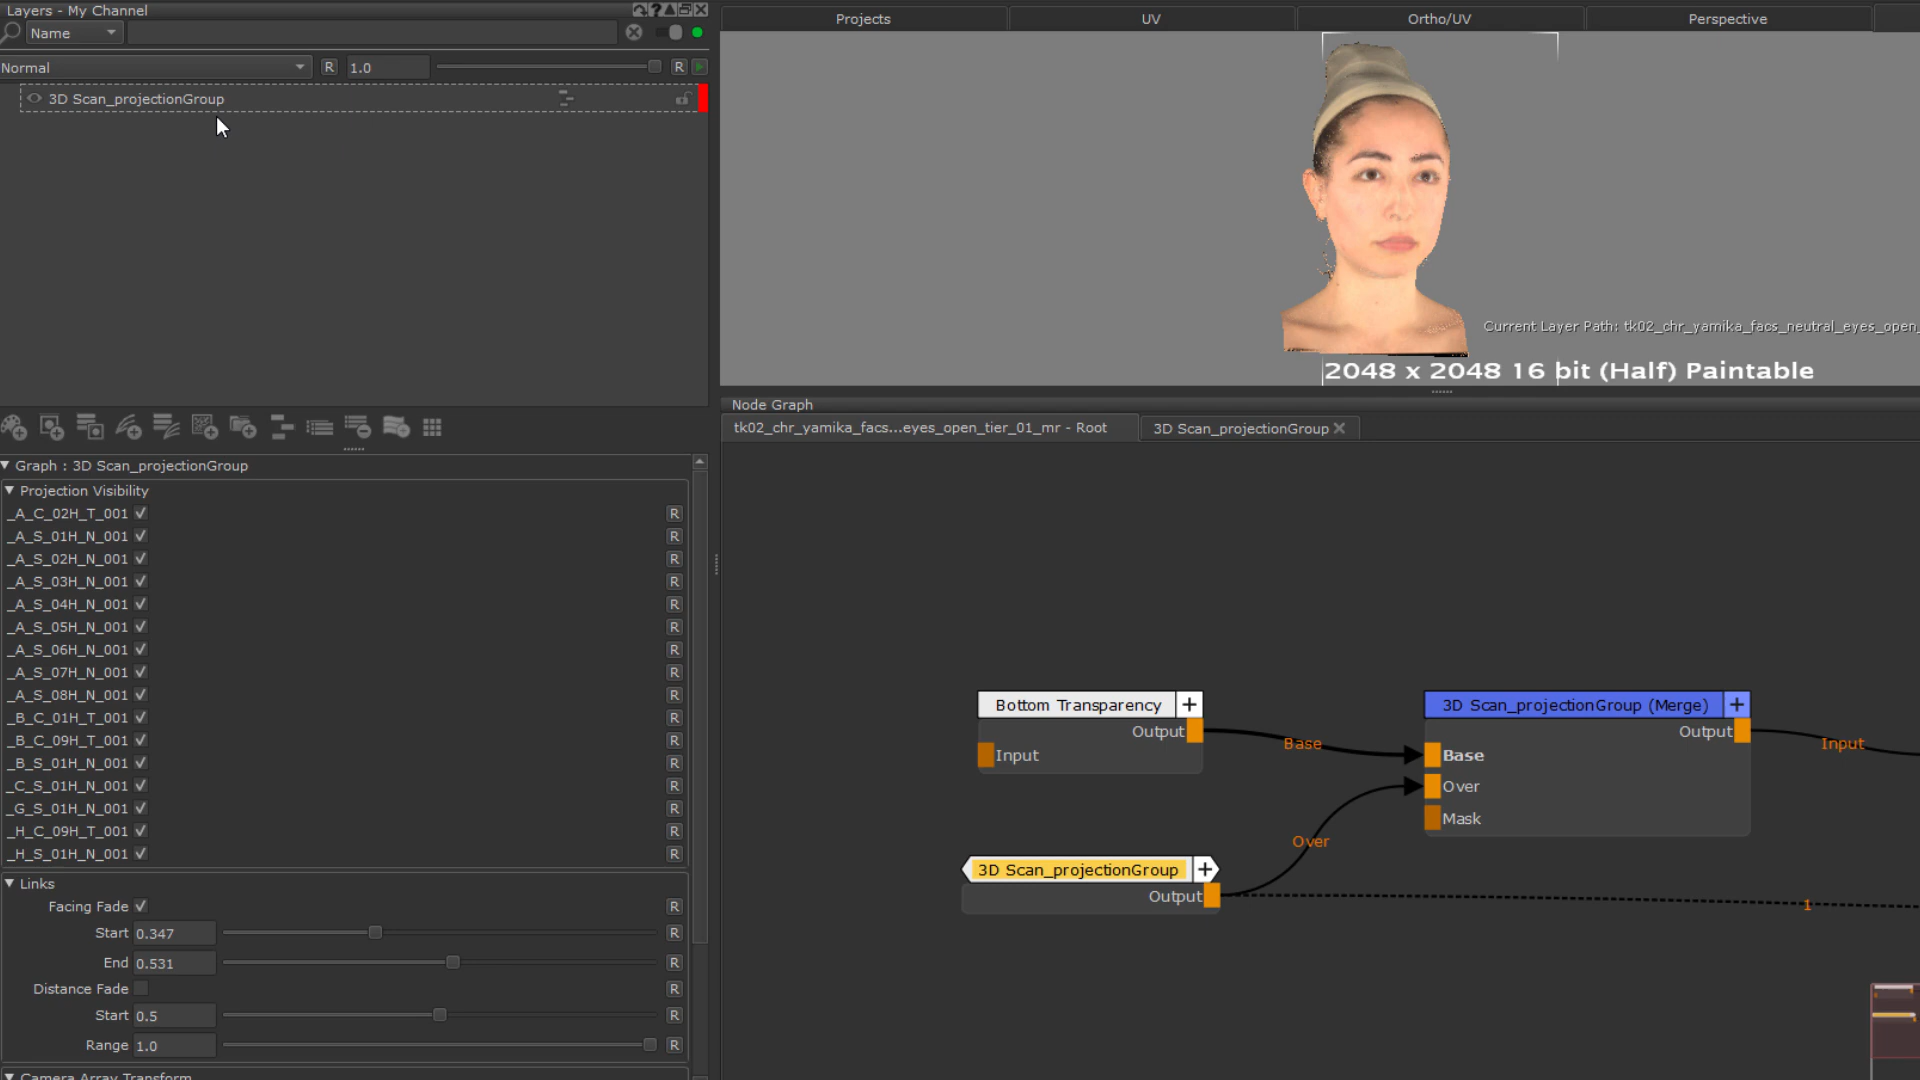 Layers - My Channel
Name
Normal
R
1.0
R
3D Scan_projectionGroup
Projects
UV
Ortho/UV
Perspective
Current Layer Path: tk02_chr_yamika_facs_neutral_eyes_open_
2048 x 2048 16 bit (Half) Paintable
Node Graph
tk02_chr_yamika_facs...eyes_open_tier_01_mr - Root
3D Scan_projectionGroup
Graph : 3D Scan_projectionGroup
Projection Visibility
_A_C_02H_T_001 R
_A_S_01H_N_001 R
_A_S_02H_N_001 R
_A_S_03H_N_001 R
_A_S_04H_N_001 R
_A_S_05H_N_001 R
_A_S_06H_N_001 R
_A_S_07H_N_001 R
_A_S_08H_N_001 R
_B_C_01H_T_001 R
_B_C_09H_T_001 R
_B_S_01H_N_001 R
_C_S_01H_N_001 R
_G_S_01H_N_001 R
_H_C_09H_T_001 R
_H_S_01H_N_001 R
Links
Facing Fade R
Start 0.347 R
End 0.531 R
Distance Fade R
Start 0.5 R
Range 1.0 R
Camera Array Transform
Bottom Transparency +
Output
Input
Base
3D Scan_projectionGroup (Merge) +
Output
Base
Over
Mask
Input
Over
3D Scan_projectionGroup +
Output
1